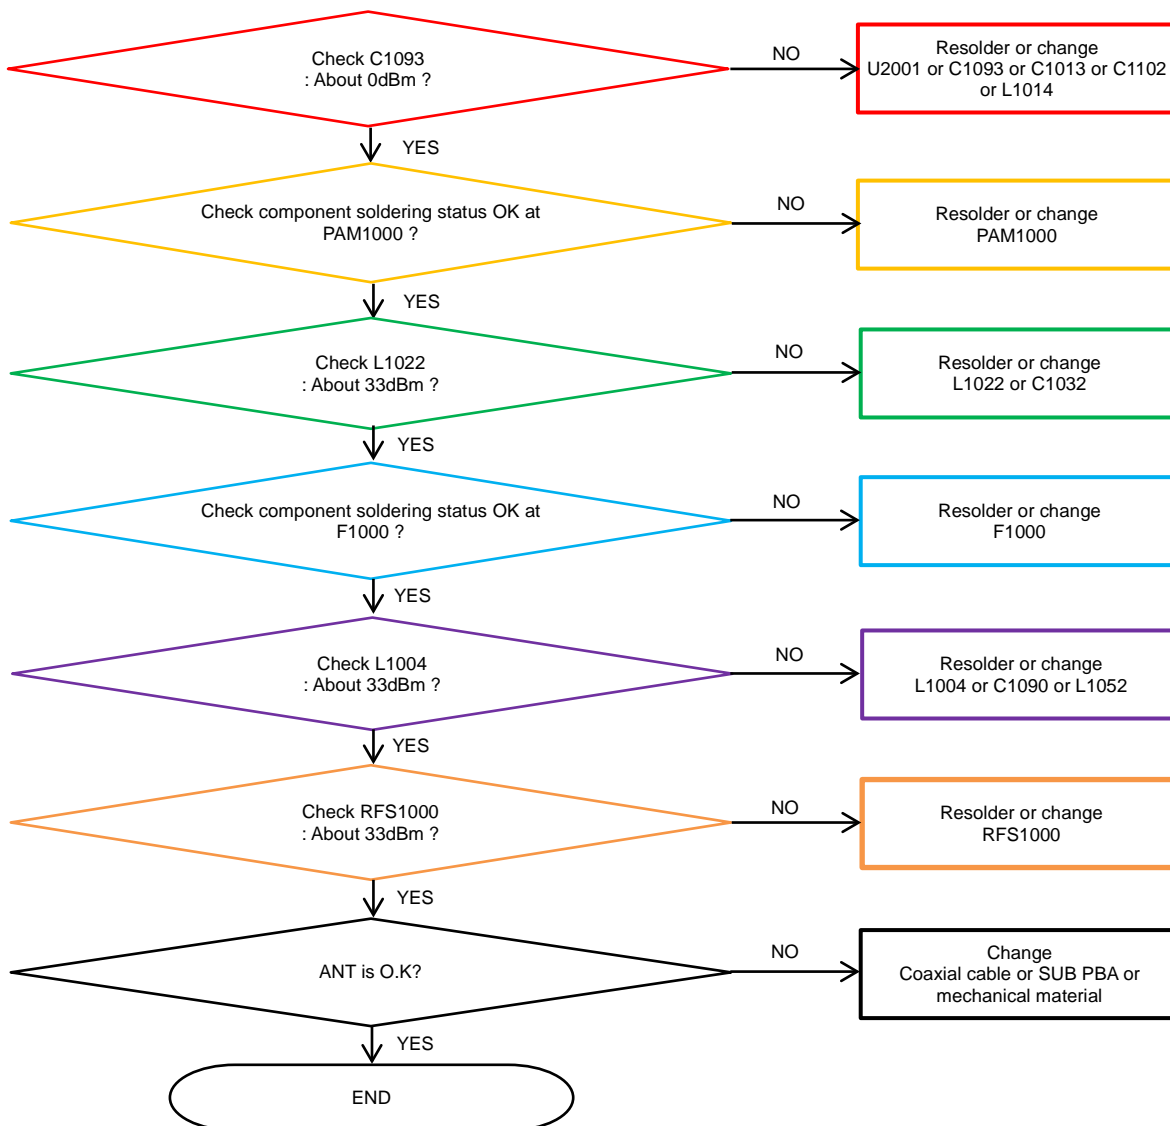 Check C1093
: About 0dBm ?
NO
Resolder or change
U2001 or C1093 or C1013 or C1102
or L1014
YES
Check component soldering status OK at
PAM1000 ?
NO
Resolder or change
PAM1000
YES
Check L1022
: About 33dBm ?
NO
Resolder or change
L1022 or C1032
YES
Check component soldering status OK at
F1000 ?
NO
Resolder or change
F1000
YES
Check L1004
: About 33dBm ?
NO
Resolder or change
L1004 or C1090 or L1052
YES
Check RFS1000
: About 33dBm ?
NO
Resolder or change
RFS1000
YES
ANT is O.K?
NO
Change
Coaxial cable or SUB PBA or
mechanical material
YES
END